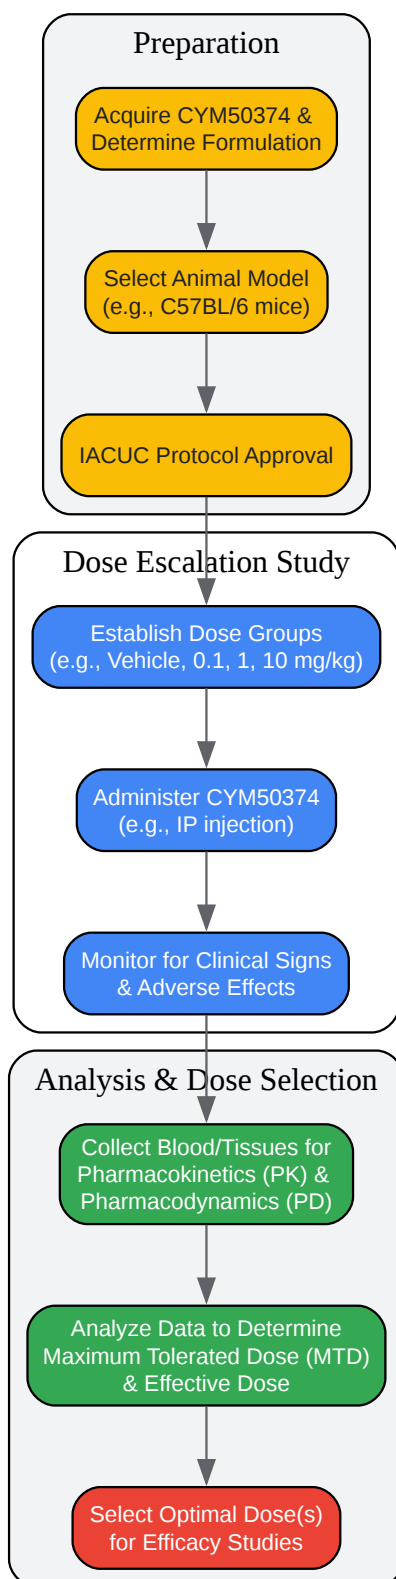 Preparation
Acquire CYM50374 &
Determine Formulation
Select Animal Model
(e.g., C57BL/6 mice)
IACUC Protocol Approval
Dose Escalation Study
Establish Dose Groups
(e.g., Vehicle, 0.1, 1, 10 mg/kg)
Administer CYM50374
(e.g., IP injection)
Monitor for Clinical Signs
& Adverse Effects
Analysis & Dose Selection
Collect Blood/Tissues for
Pharmacokinetics (PK) &
Pharmacodynamics (PD)
Analyze Data to Determine
Maximum Tolerated Dose (MTD)
& Effective Dose
Select Optimal Dose(s)
for Efficacy Studies